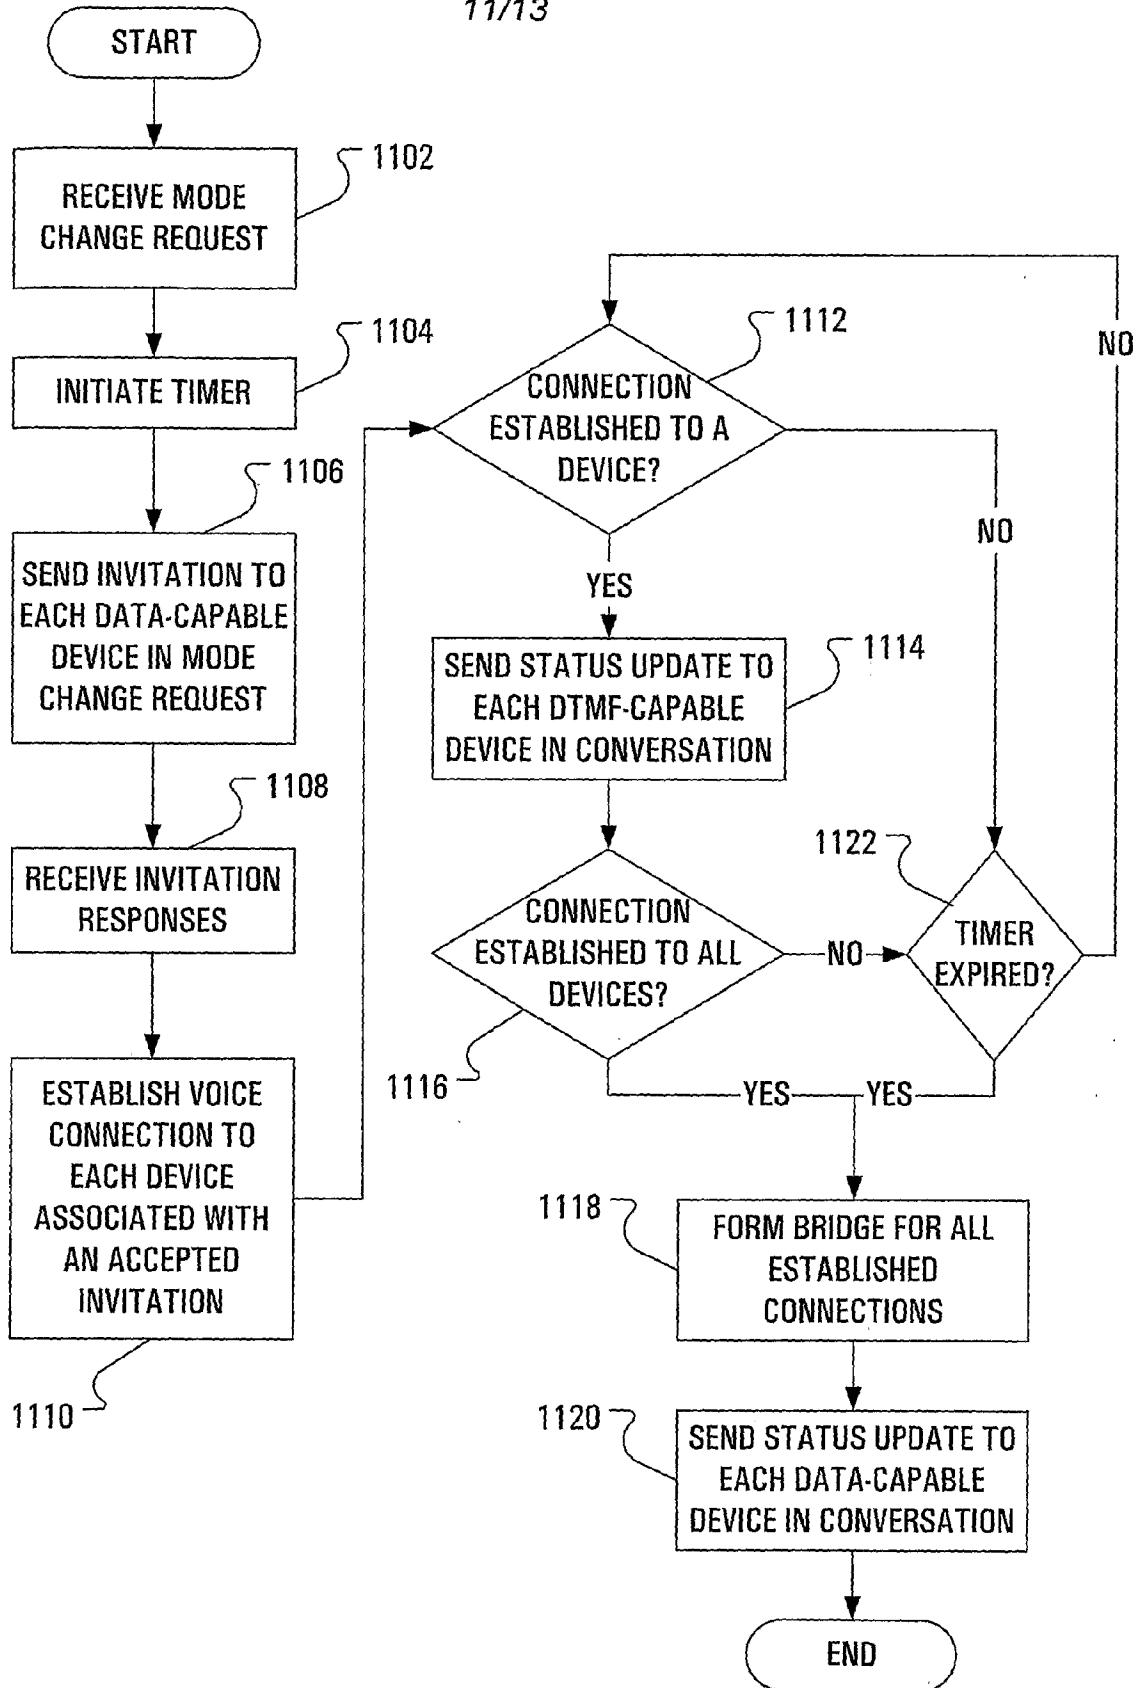 11/13
START
1102
RECEIVE MODE
CHANGE REQUEST
1104
INITIATE TIMER
1106
SEND INVITATION TO
EACH DATA-CAPABLE
DEVICE IN MODE
CHANGE REQUEST
1108
RECEIVE INVITATION
RESPONSES
ESTABLISH VOICE
CONNECTION TO
EACH DEVICE
ASSOCIATED WITH
AN ACCEPTED
INVITATION
1110
1112
CONNECTION
ESTABLISHED TO A
DEVICE?
NO
NO
YES
1114
SEND STATUS UPDATE TO
EACH DTMF-CAPABLE
DEVICE IN CONVERSATION
1122
CONNECTION
ESTABLISHED TO ALL
DEVICES?
NO
TIMER
EXPIRED?
1116
YES
YES
1118
FORM BRIDGE FOR ALL
ESTABLISHED
CONNECTIONS
1120
SEND STATUS UPDATE TO
EACH DATA-CAPABLE
DEVICE IN CONVERSATION
END